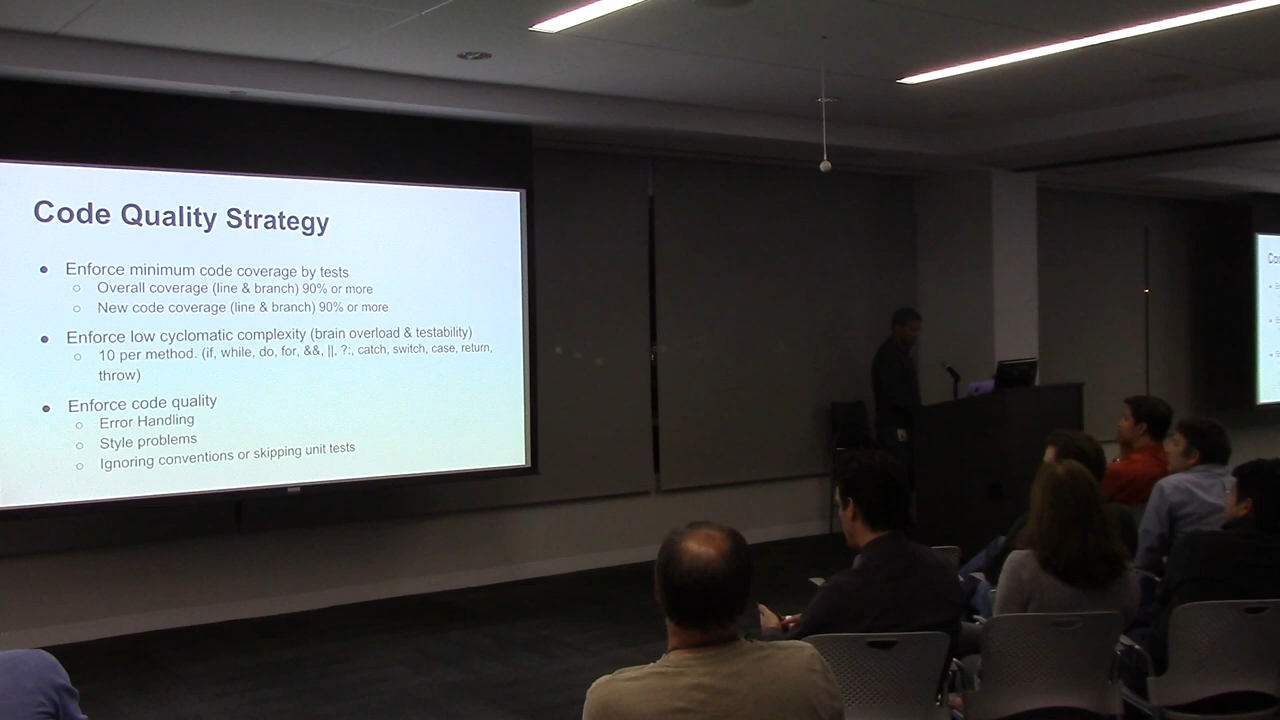 Code Quality Strategy
● Enforce minimum code coverage by tests
○ Overall coverage (line & branch) 90% or more
○ New code coverage (line & branch) 90% or more
● Enforce low cyclomatic complexity (brain overload & testability)
○ 10 per method. (if, while, do, for, &&, ||, ?:, catch, switch, case, return,
throw)
● Enforce code quality
○ Error Handling
○ Style problems
○ Ignoring conventions or skipping unit tests